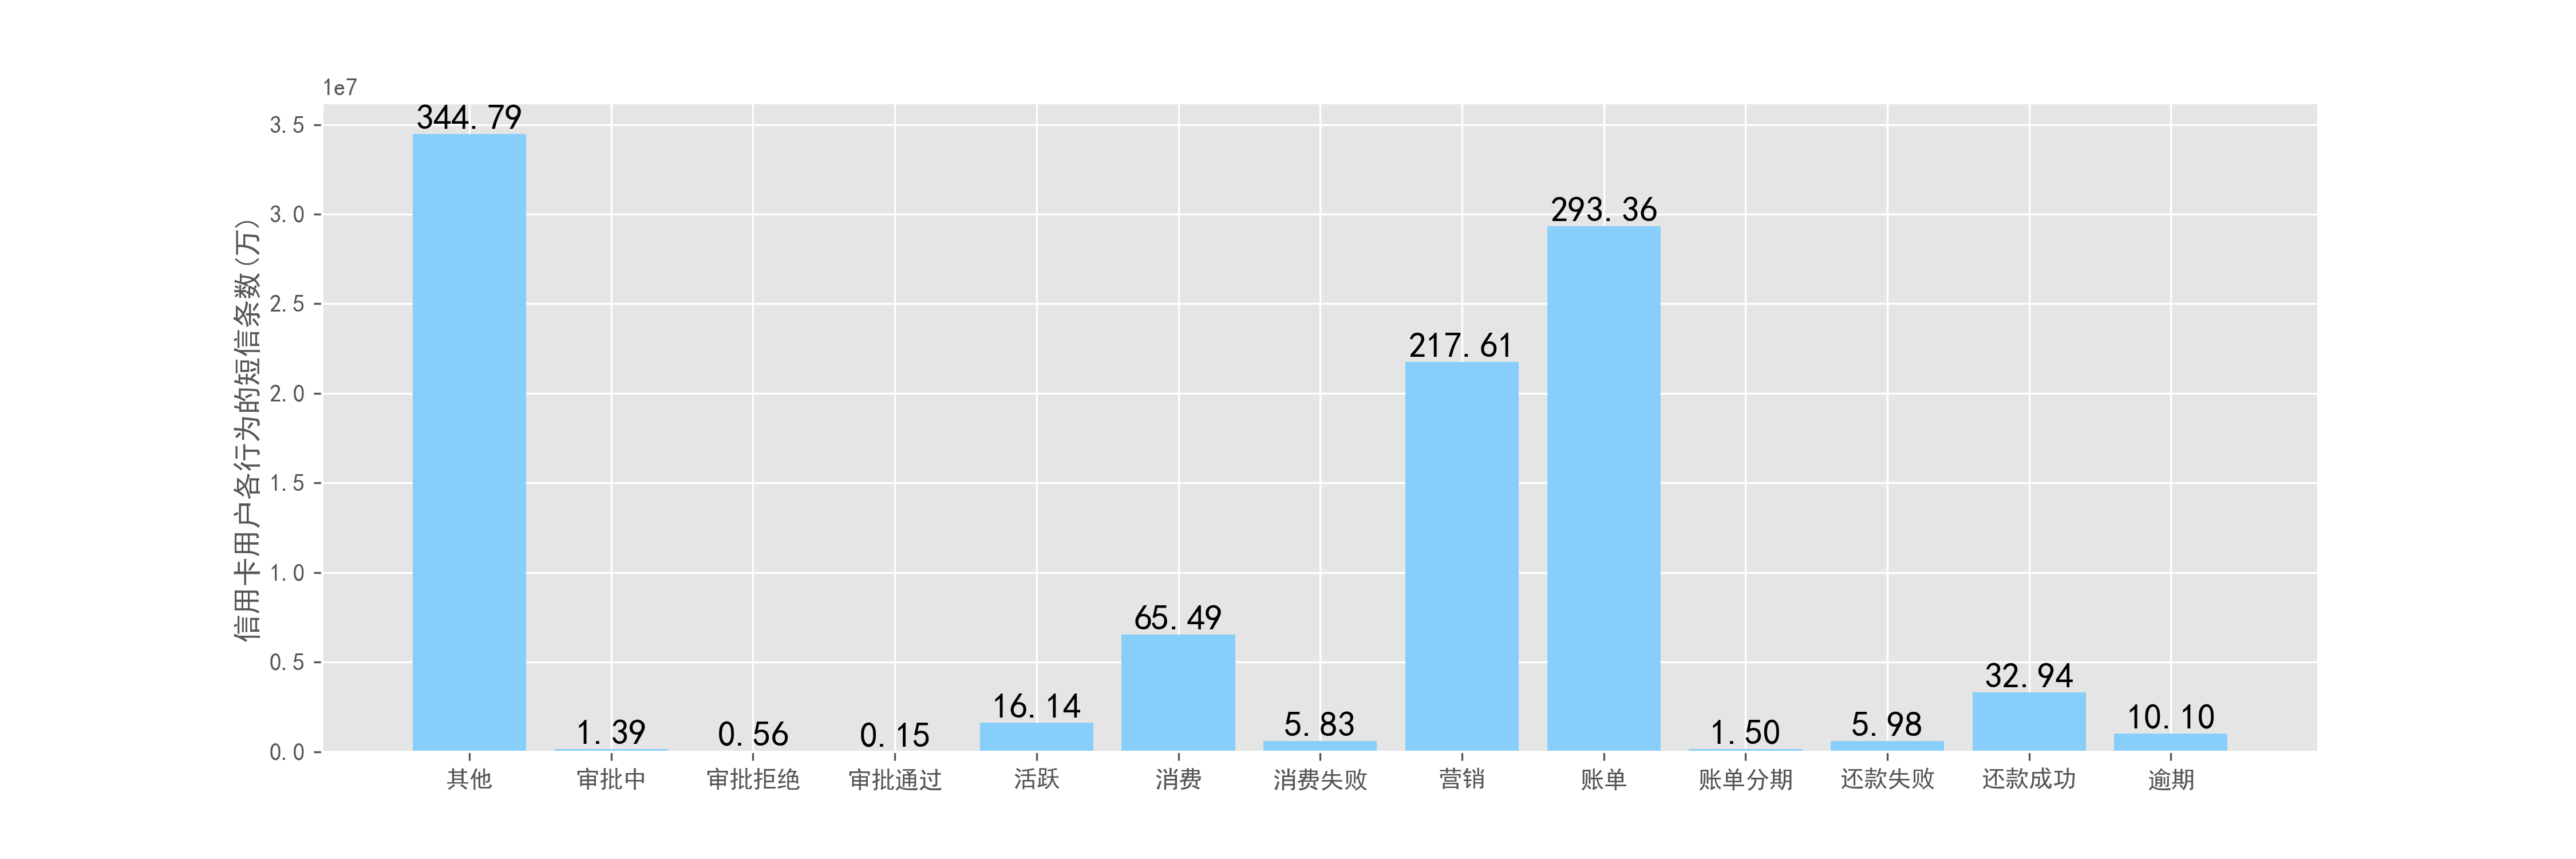 1e7
3.5
3.0
2.5
2.0
1.5
1.0
0.5
0.0
信用卡用户各行为的短信条数(万)
344.79
1.39
0.56
0.15
16.14
65.49
5.83
217.61
293.36
1.50
5.98
32.94
10.10
其他
审批中
审批拒绝
审批通过
活跃
消费
消费失败
营销
账单
账单分期
还款失败
还款成功
逾期